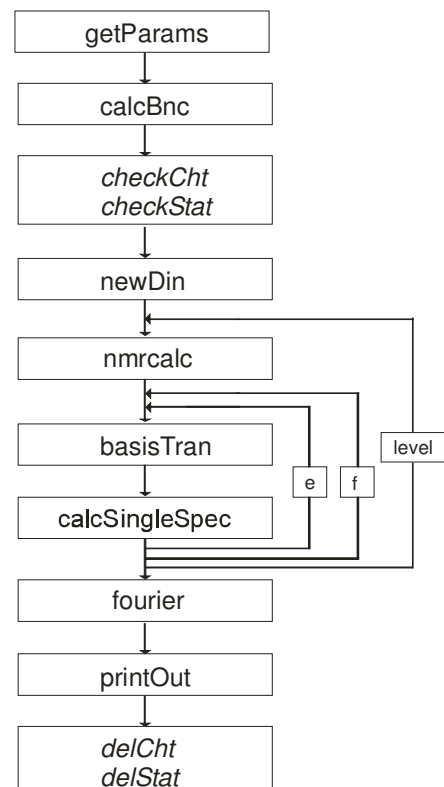 getParams
calcBnc
checkCht
checkStat
newDin
nmrcalc
basisTran
level
e
f
calcSingleSpec
fourier
printOut
delCht
delStat